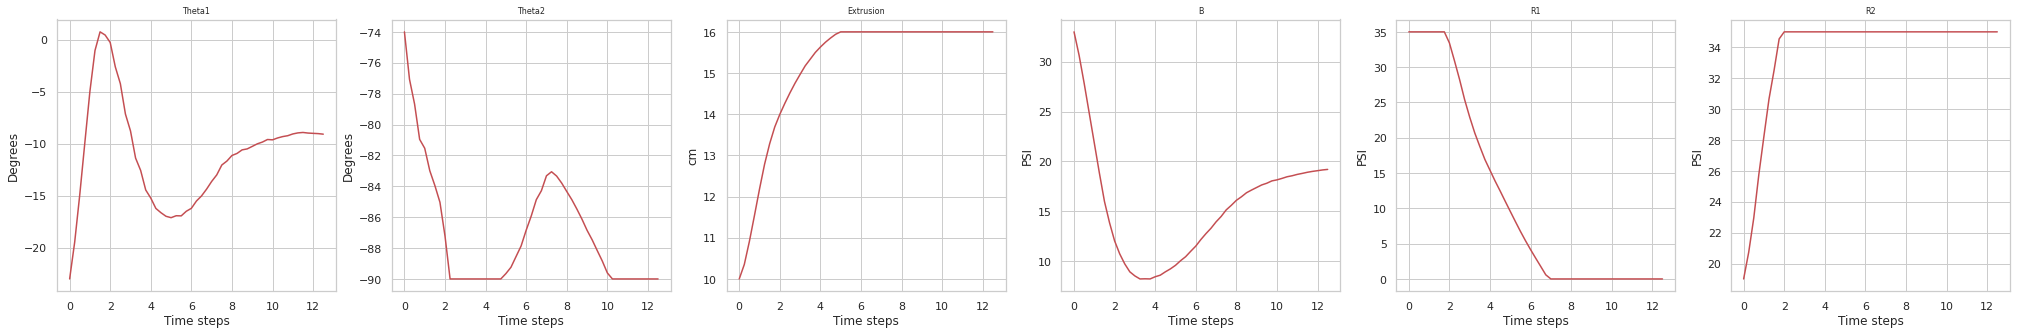 Theta1
0
−5
−10
−15
−20
Degrees
0 2 4 6 8 10 12
Time steps
Theta2
−74
−76
−78
−80
−82
−84
−86
−88
−90
Degrees
0 2 4 6 8 10 12
Time steps
Extrusion
16
15
14
13
12
11
10
cm
0 2 4 6 8 10 12
Time steps
B
30
25
20
15
10
PSI
0 2 4 6 8 10 12
Time steps
R1
35
30
25
20
15
10
5
0
PSI
0 2 4 6 8 10 12
Time steps
R2
34
32
30
28
26
24
22
20
PSI
0 2 4 6 8 10 12
Time steps